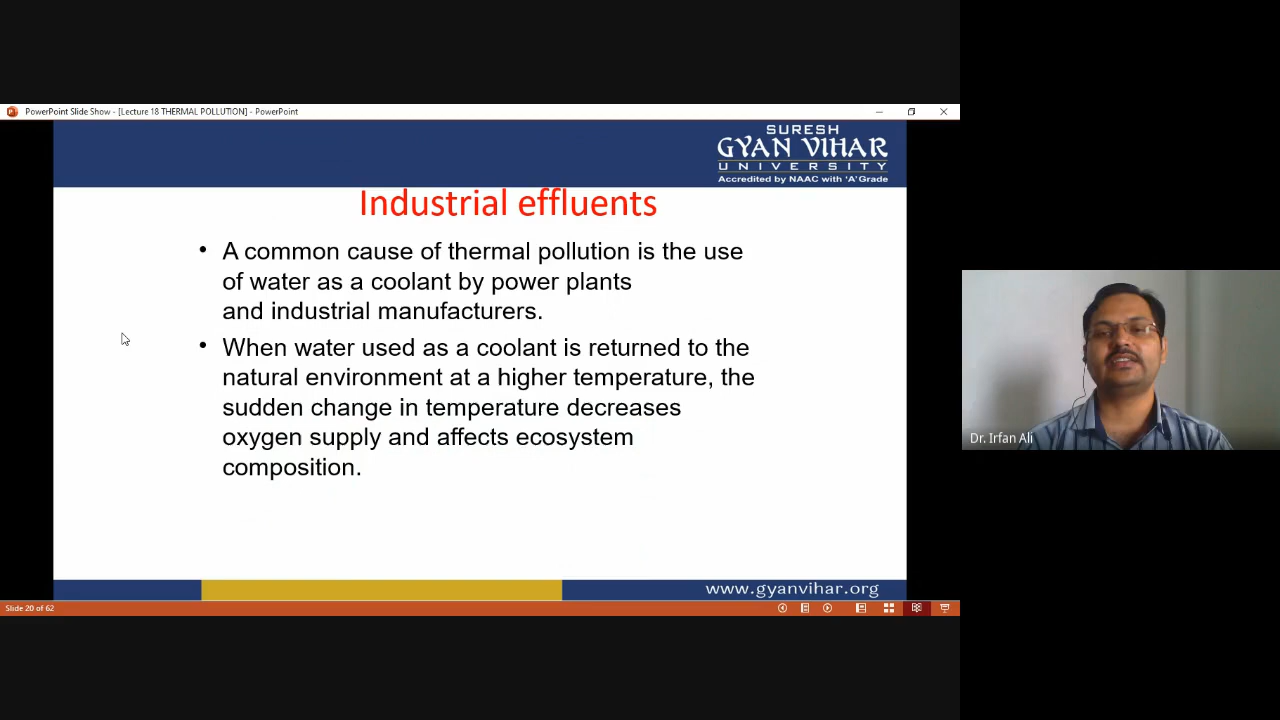 PowerPoint Slide Show - [Lecture 18 THERMAL POLLUTION] - PowerPoint
SURESH
GYAN VIHAR
UNIVERSITY
Accredited by NAAC with 'A' Grade
Industrial effluents
• A common cause of thermal pollution is the use
of water as a coolant by power plants
and industrial manufacturers.
• When water used as a coolant is returned to the
natural environment at a higher temperature, the
sudden change in temperature decreases
oxygen supply and affects ecosystem
composition.
Dr. Irfan Ali
www.gyanvihar.org
Slide 20 of 62